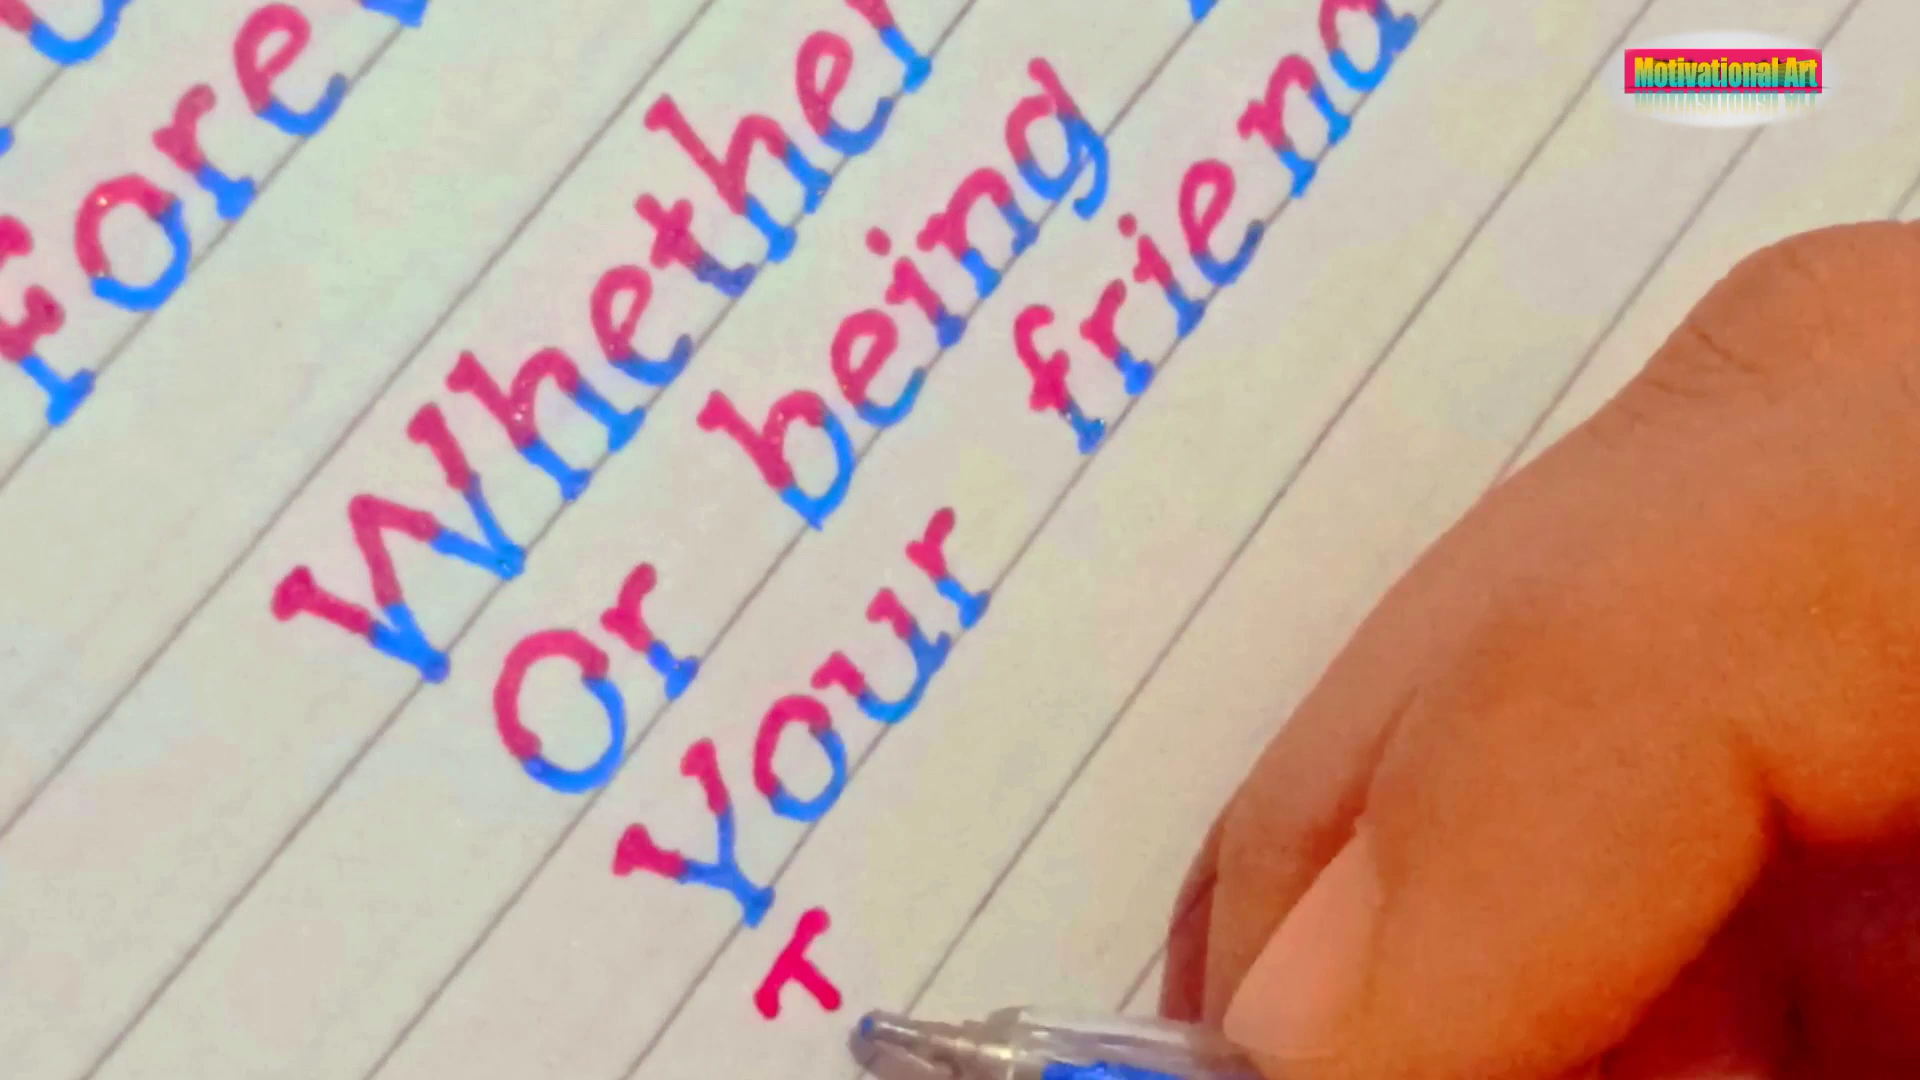 fore
Whether
Or being
Your friend
T
Motivational Art